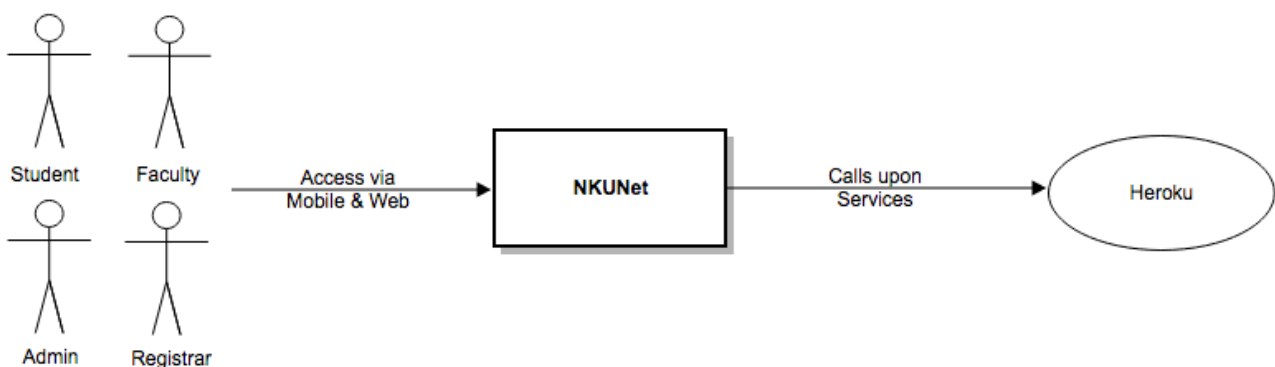 Student
Faculty
Access via
Mobile & Web
NKUNet
Calls upon
Services
Heroku
Admin
Registrar